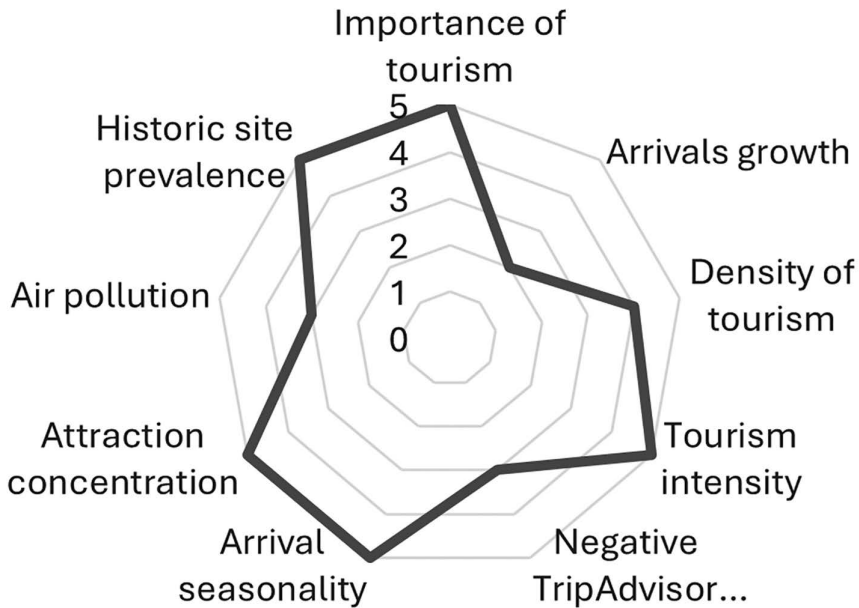 Importance of
tourism
Arrivals growth
Density of
tourism
Tourism
intensity
Negative
TripAdvisor...
Arrival
seasonality
Attraction
concentration
Air pollution
Historic site
prevalence
5
4
3
2
1
0